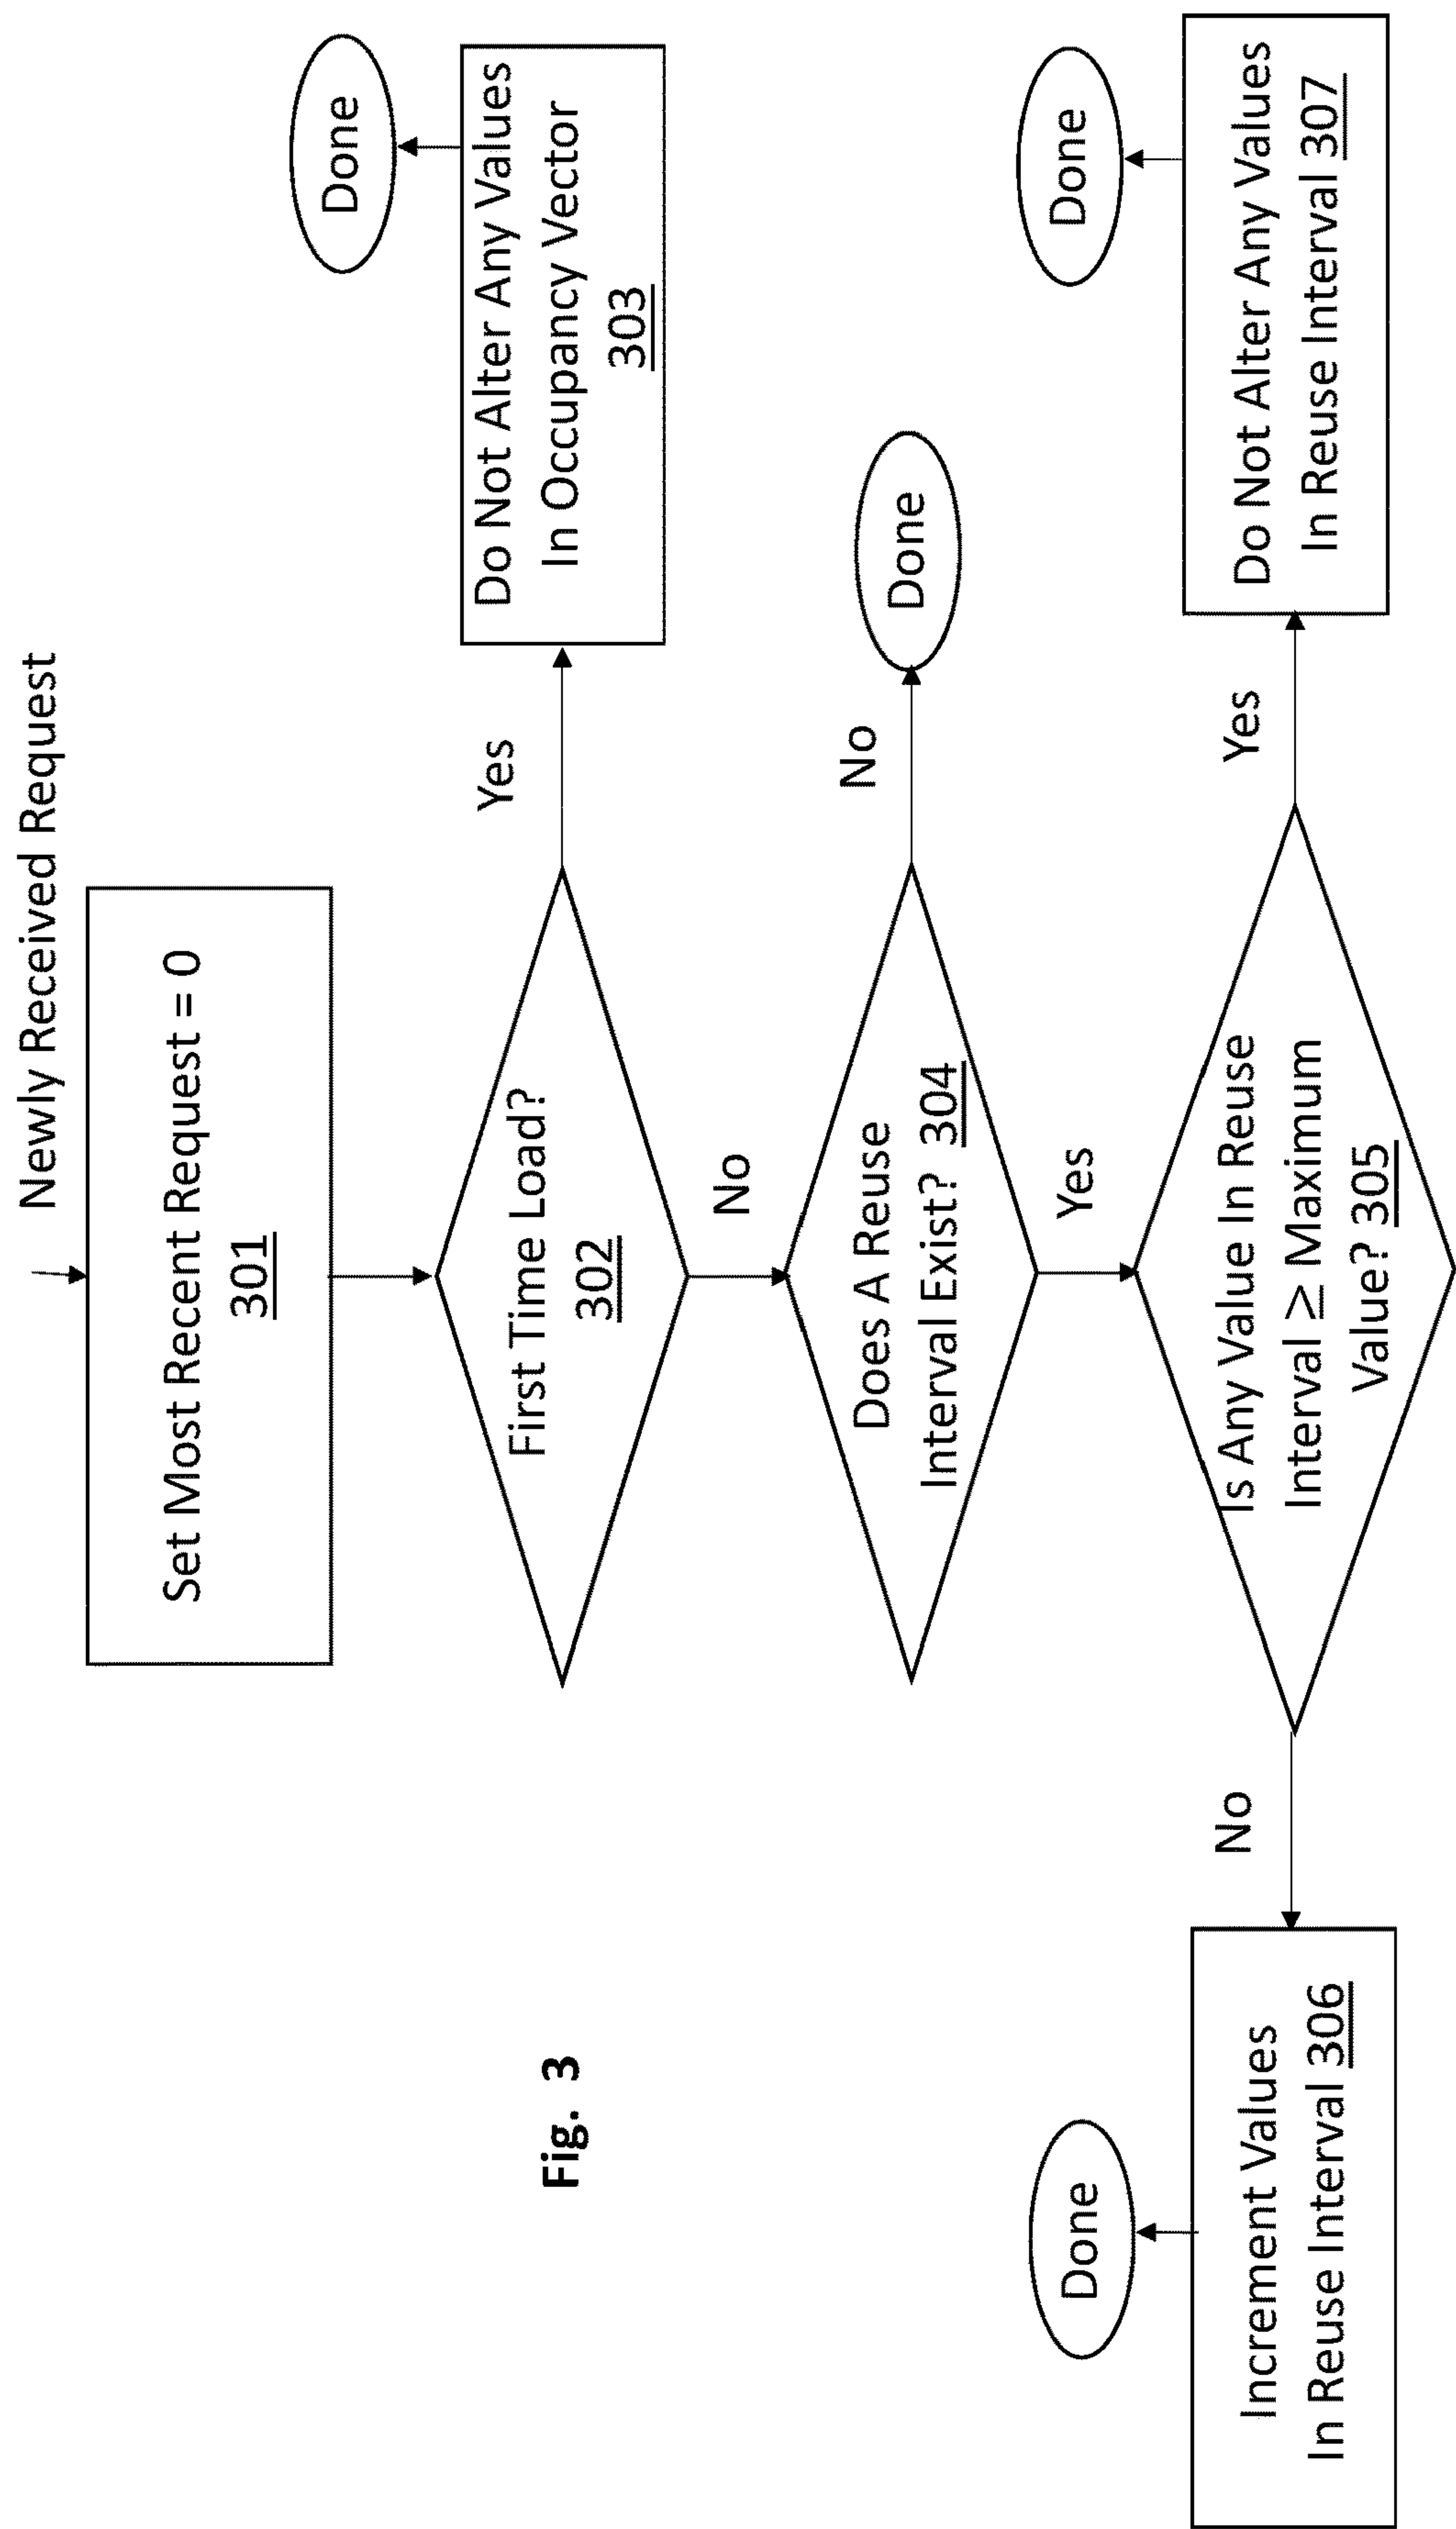 Newly Received Request
Set Most Recent Request = 0
301
First Time Load?
302
Yes
Do Not Alter Any Values
In Occupancy Vector
303
Done
No
Does A Reuse
Interval Exist? 304
No
Done
Yes
Is Any Value In Reuse
Interval ≥ Maximum
Value? 305
Yes
Do Not Alter Any Values
In Reuse Interval 307
Done
No
Increment Values
In Reuse Interval 306
Done
Fig. 3